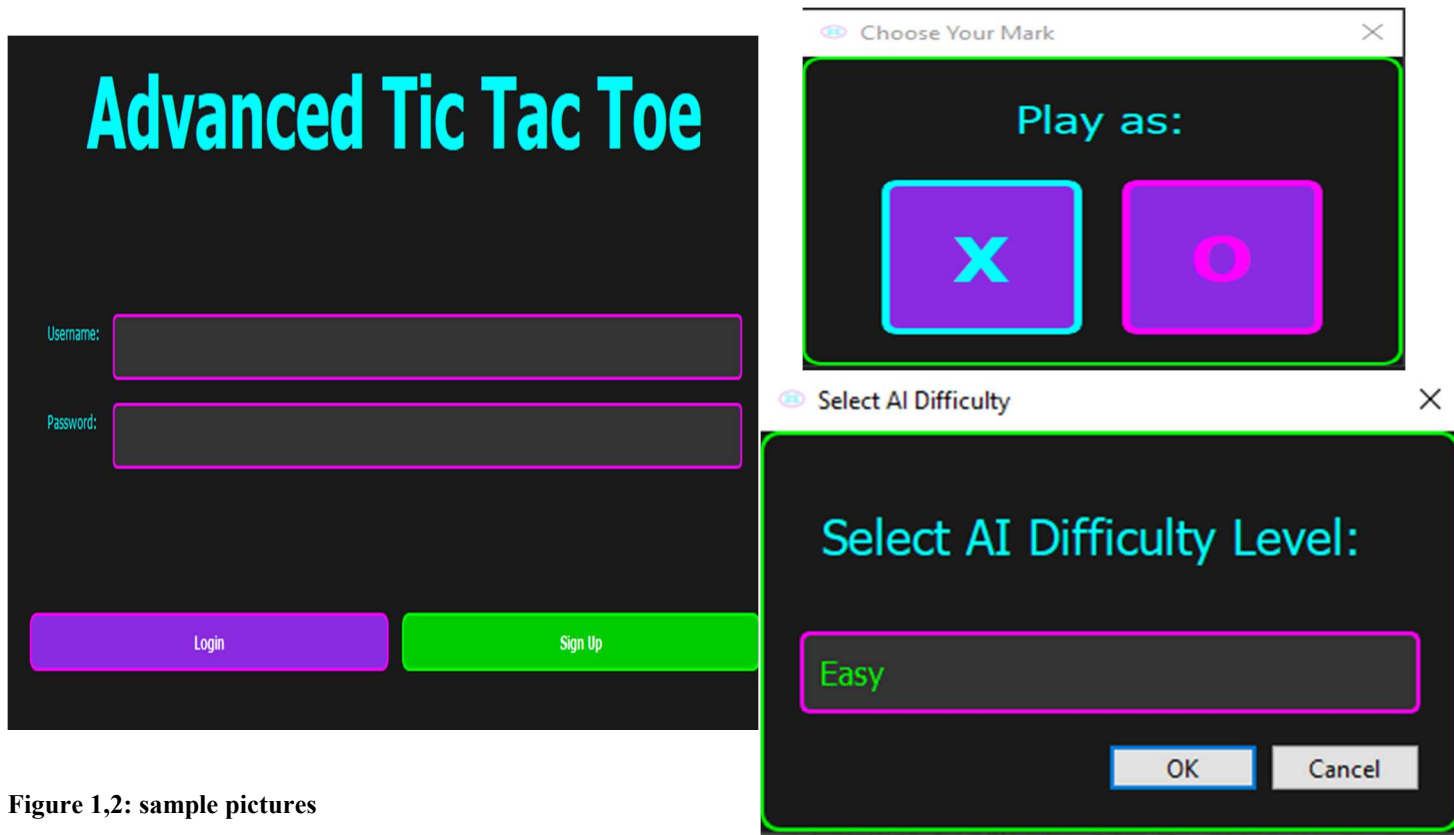 Advanced Tic Tac Toe
Username:
Password:
Login Sign Up
Choose Your Mark
Play as:
X O
Select AI Difficulty
Select AI Difficulty Level:
Easy
OK Cancel
Figure 1,2: sample pictures